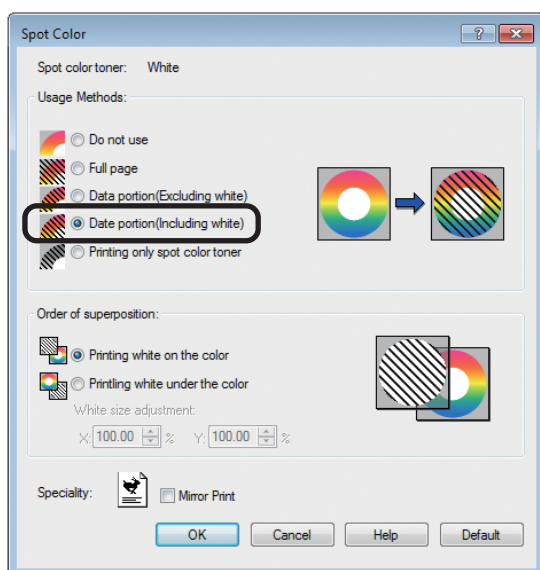 Spot Color
Spot color toner: White
Usage Methods:
Do not use
Full page
Data portion(Excluding white)
Date portion(Including white)
Printing only spot color toner
Order of superposition:
Printing white on the color
Printling white under the color
White size adjustment:
X: 100.00 % Y: 100.00 %
Speciality: Mirror Print
OK Cancel Help Default